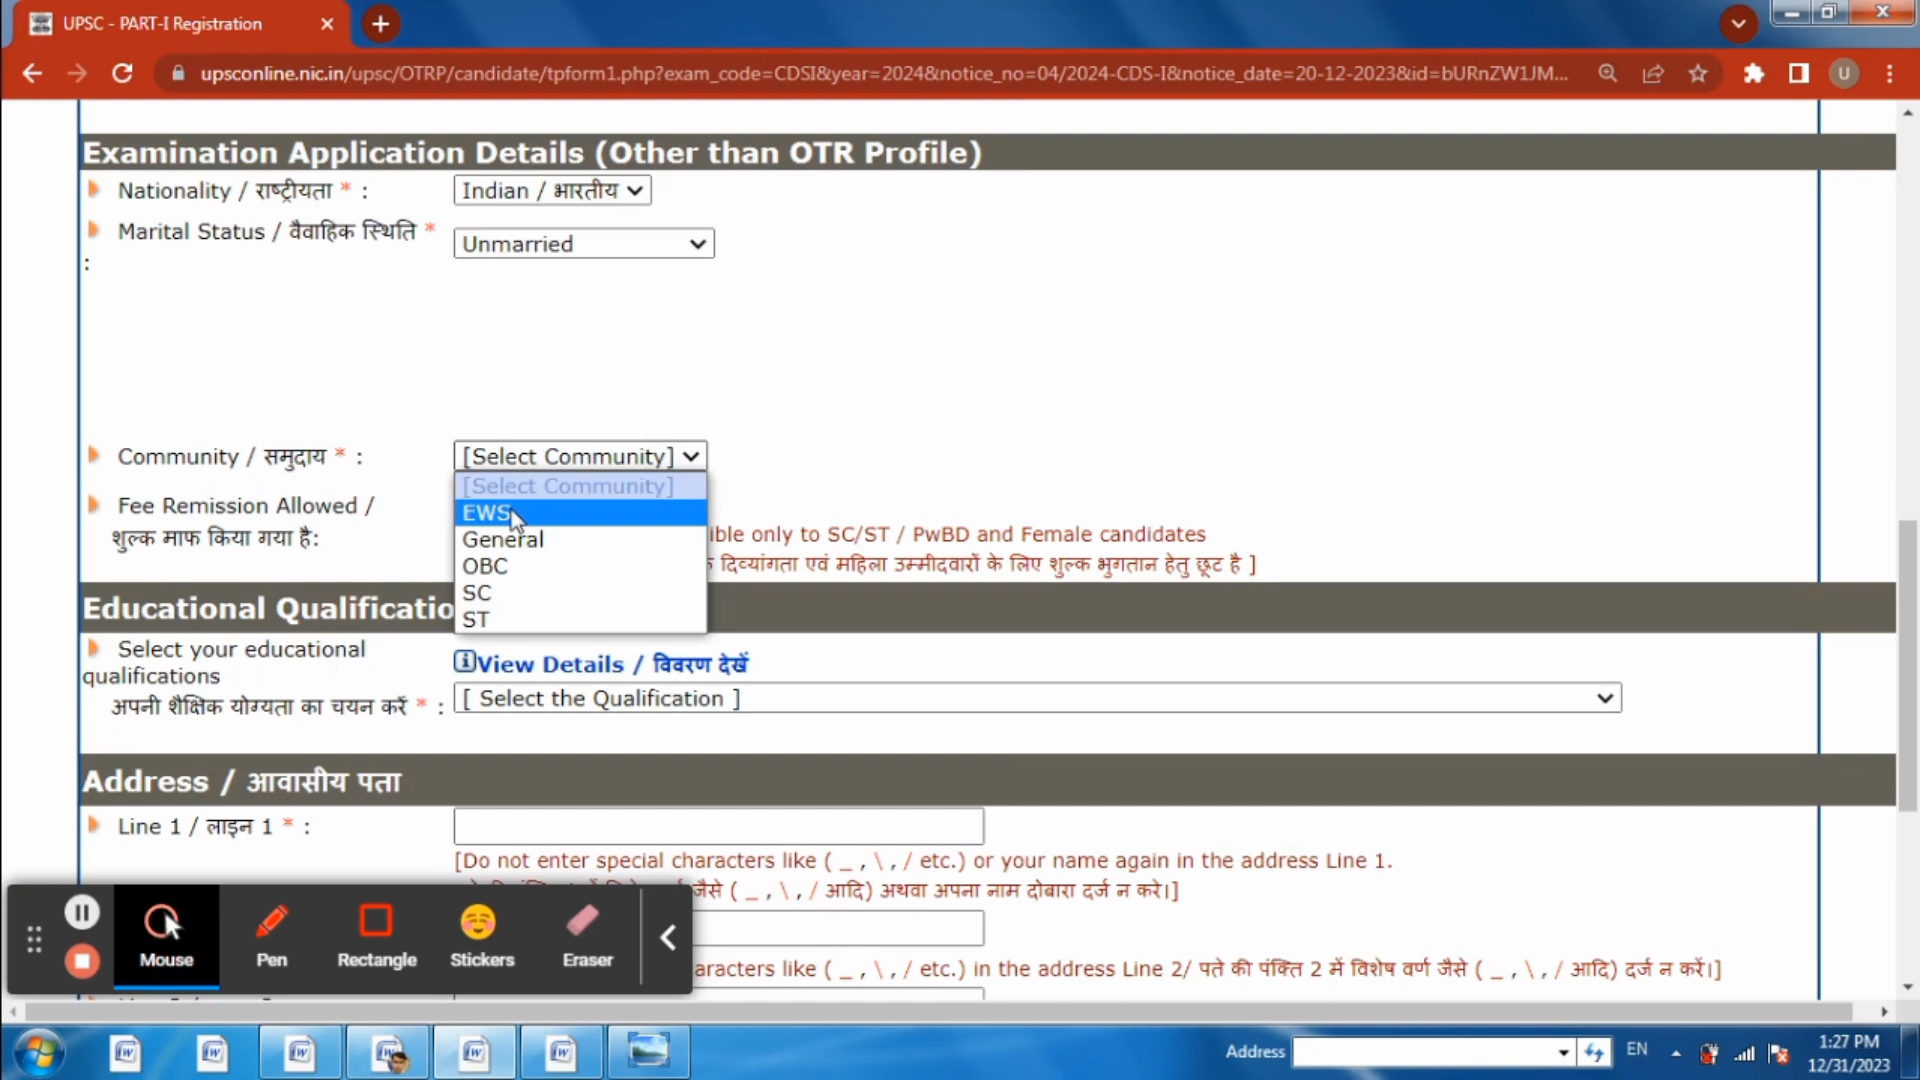 UPSC - PART-I Registration
upsconline.nic.in/upsc/OTRP/candidate/tpform1.php?exam_code=CDSI&year=2024&notice_no=04/2024-CDS-I&notice_date=20-12-2023&id=bURnZW1JM...
U
Examination Application Details (Other than OTR Profile)
Nationality / राष्ट्रीयता * :
Indian / भारतीय
Marital Status / वैवाहिक स्थिति *
:
Unmarried
Community / समुदाय * :
[Select Community]
[Select Community]
EWS
General
OBC
SC
ST
Fee Remission Allowed /
शुल्क माफ किया गया है:
ible only to SC/ST / PwBD and Female candidates
दिव्यांगता एवं महिला उम्मीदवारों के लिए शुल्क भुगतान हेतु छूट है ]
Educational Qualificatio
Select your educational
qualifications
अपनी शैक्षिक योग्यता का चयन करें * :
View Details / विवरण देखें
[ Select the Qualification ]
Address / आवासीय पता
Line 1 / लाइन 1 * :
[Do not enter special characters like ( _ , \ , / etc.) or your name again in the address Line 1.
जैसे ( _ , \ , / आदि) अथवा अपना नाम दोबारा दर्ज न करे।]
aracters like ( _ , \ , / etc.) in the address Line 2/ पते की पंक्ति 2 में विशेष वर्ण जैसे ( _ , \ , / आदि) दर्ज न करें।]
Mouse
Pen
Rectangle
Stickers
Eraser
Address
EN
1:27 PM
12/31/2023